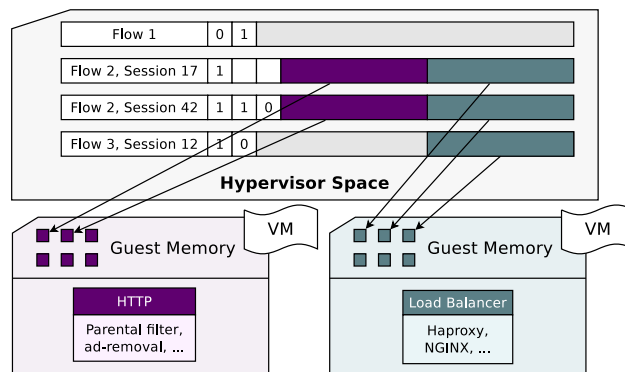 Flow 1 0 1
Flow 2, Session 17 1
Flow 2, Session 42 1 1 0
Flow 3, Session 12 1 0
Hypervisor Space
VM
Guest Memory
HTTP
Parental filter,
ad-removal, ...
VM
Guest Memory
Load Balancer
Haproxy,
NGINX, ...